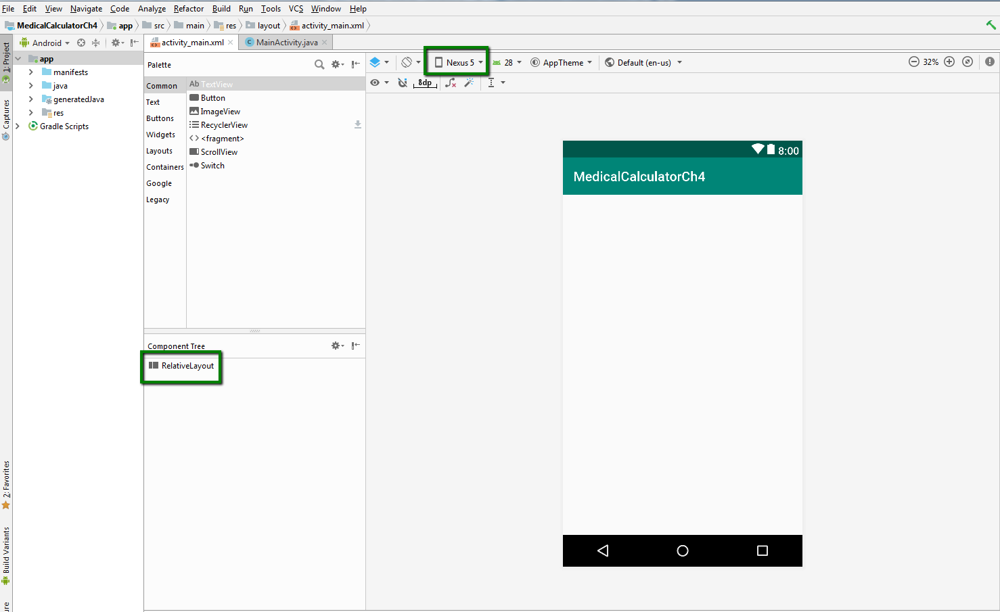 File Edit View Navigate Code Analyze Refactor Build Run Tools VCS Window Help
MedicalCalculatorCh4 app src main res layout activity_main.xml
1: Project
Captures
2: Favorites
Build Variants
Android
app
manifests
java
generatedJava
res
Gradle Scripts
activity_main.xml MainActivity.java
Palette
Common
Text
Buttons
Widgets
Layouts
Containers
Google
Legacy
Ab TextView
Button
ImageView
RecyclerView
<fragment>
ScrollView
Switch
Component Tree
RelativeLayout
Nexus 5 28 AppTheme Default (en-us) 32%
8dp
8:00
MedicalCalculatorCh4